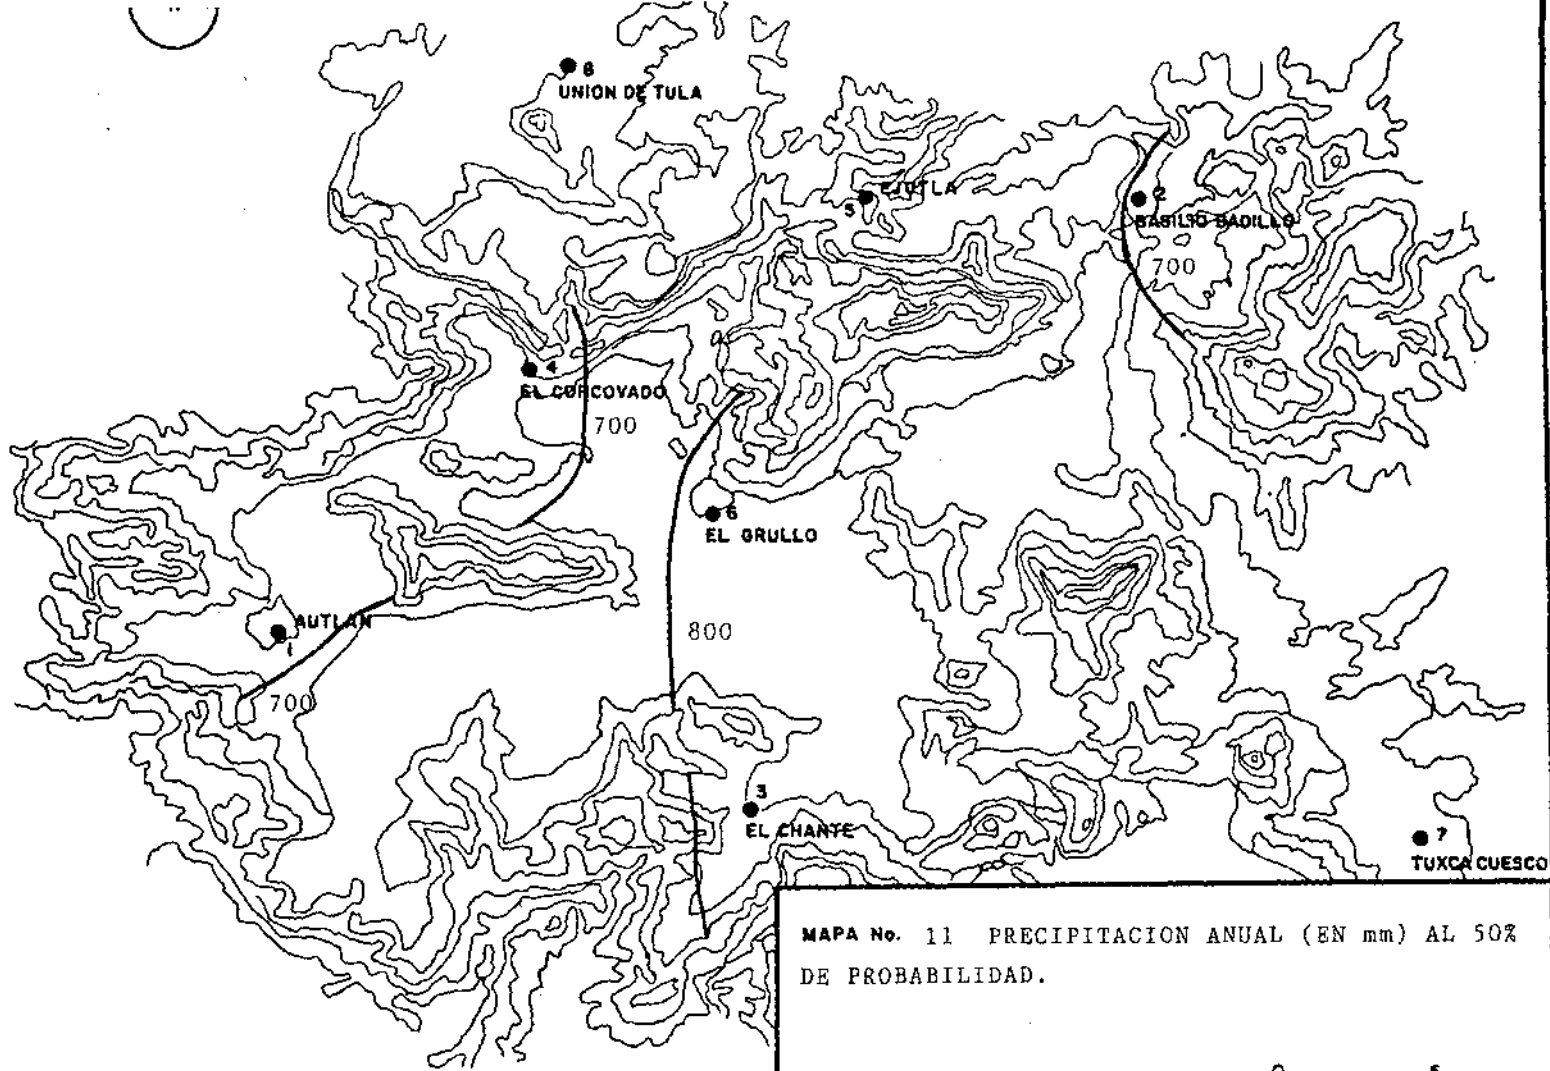 8
UNION DE TULA
EJUTLA
5
2
BASILIO BADILLO
700
4
EL CORCOVADO
700
6
EL GRULLO
AUTLAN
1
800
700
3
EL CHANTE
7
TUXCACUESCO
MAPA No. 11 PRECIPITACION ANUAL (EN mm) AL 50%
DE PROBABILIDAD.